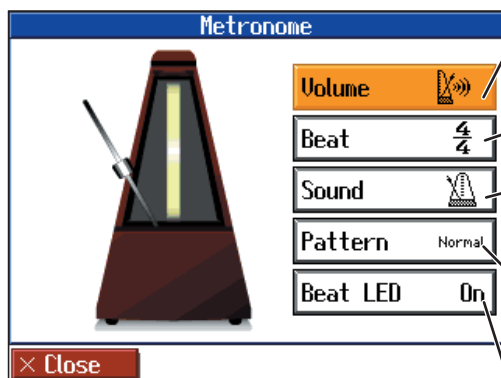 Metronome
Volume
Beat 4/4
Sound
Pattern Normal
Beat LED On
× Close